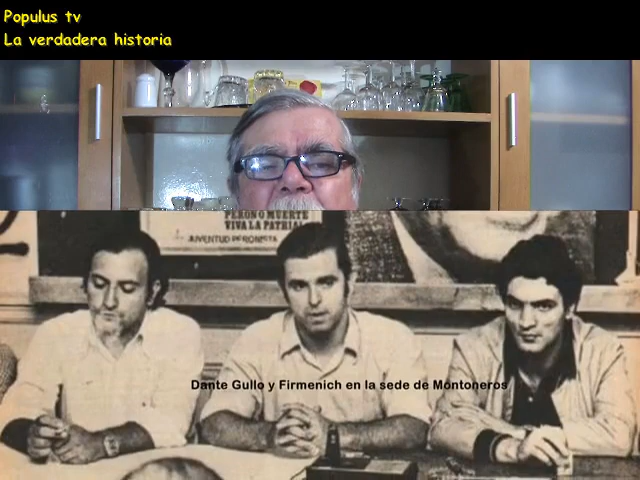 Populus tv
La verdadera historia
PERON O MUERTE
VIVA LA PATRIA
JUVENTUD PERONISTA
Dante Gullo y Firmenich en la sede de Montoneros